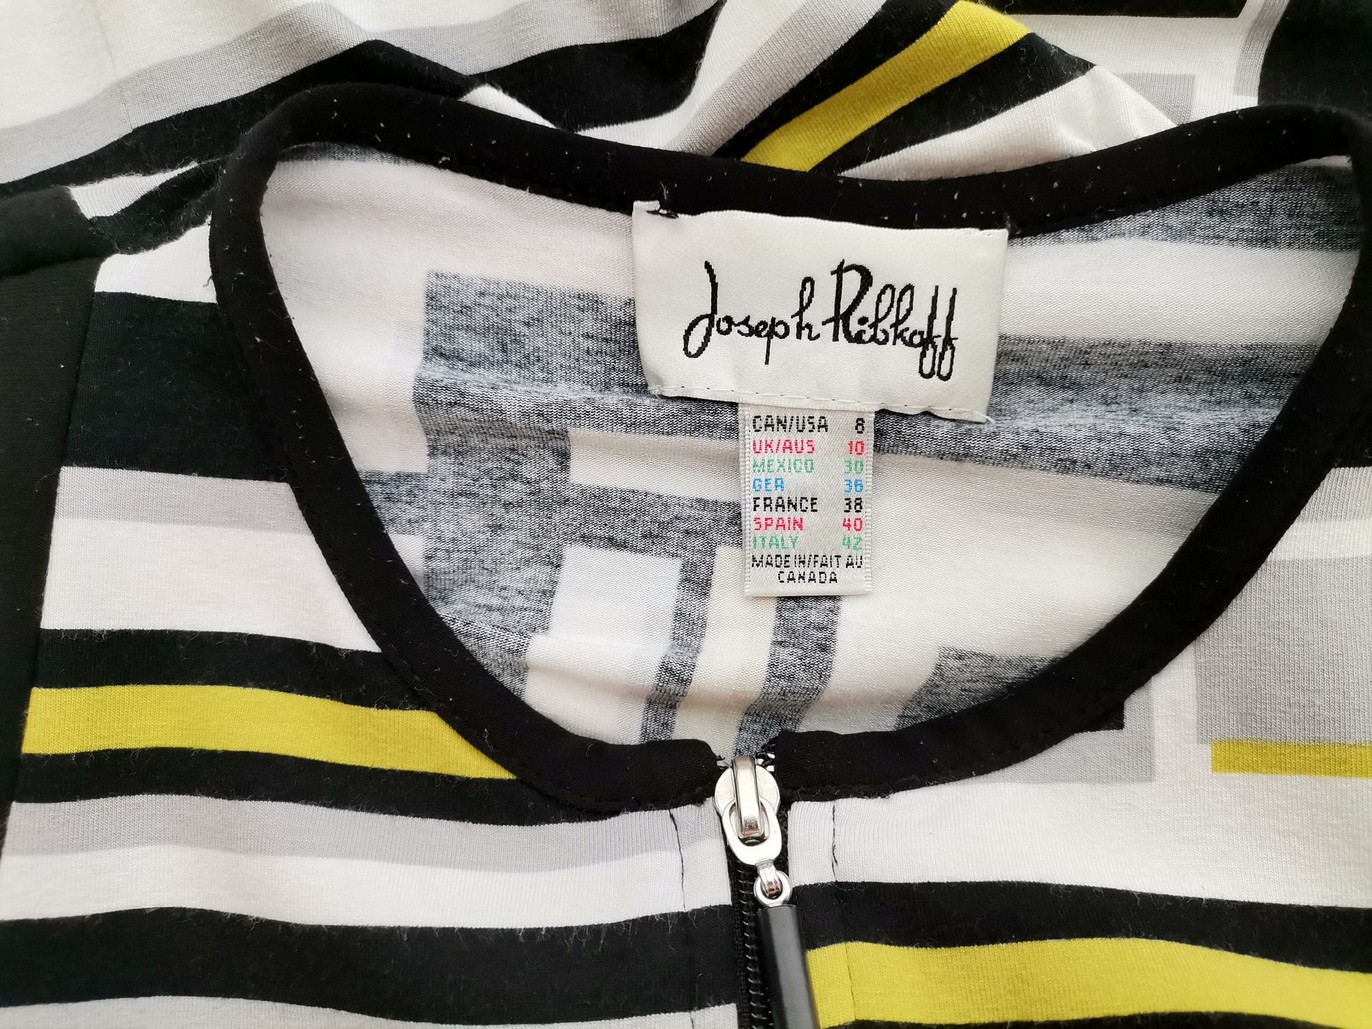 Joseph Ribkoff
CAN/USA 8
UK/AUS 10
MEXICO 30
GER 36
FRANCE 38
SPAIN 40
ITALY 42
MADE IN/FAIT AU
CANADA